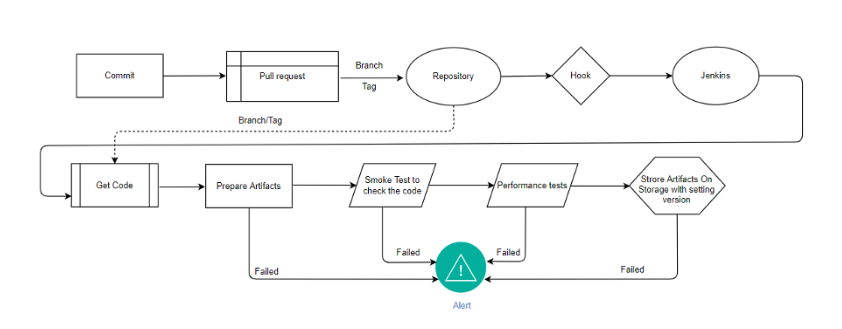 Commit
Pull request
Branch
Tag
Repository
Hook
Jenkins
Branch/Tag
Get Code
Prepare Artifacts
Smoke Test to
check the code
Performance tests
Strore Artifacts On
Storage with setting
version
Failed
Failed
Failed
Failed
Alert